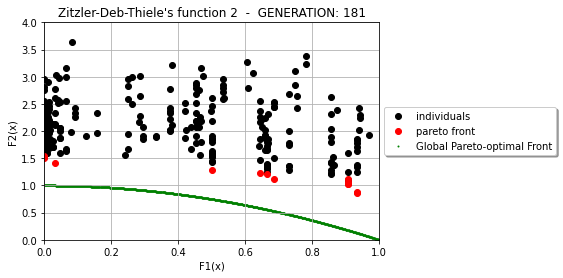 Zitzler-Deb-Thiele's function 2 - GENERATION: 181
4.0
3.5
3.0
2.5
2.0
1.5
1.0
0.5
0.0
F2(x)
0.0 0.2 0.4 0.6 0.8 1.0
F1(x)
individuals
pareto front
Global Pareto-optimal Front